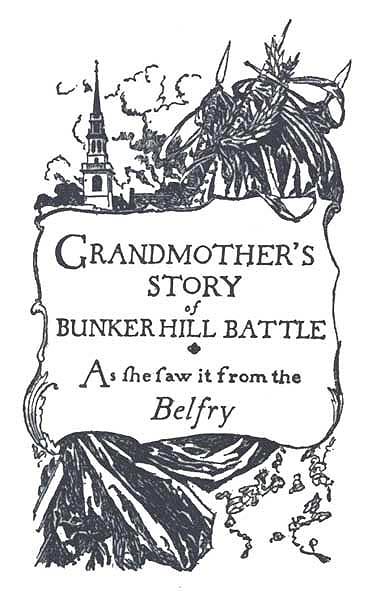 GRANDMOTHER'S
STORY
of
BUNKER HILL BATTLE
As ſhe ſaw it from the
Belfry